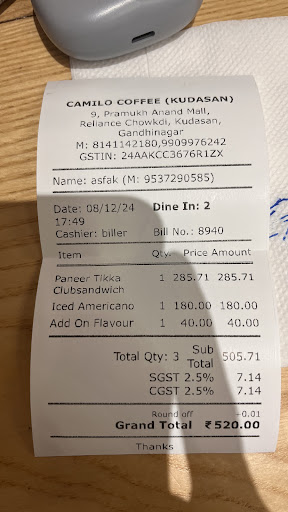 CAMILO COFFEE (KUDASAN)
9, Pramukh Anand Mall,
Reliance Chowkdi, Kudasan,
Gandhinagar
M: 8141142180,9909976242
GSTIN: 24AAKCC3676R1ZX
Name: asfak (M: 9537290585)
Date: 08/12/24 Dine In: 2
17:49
Cashier: biller Bill No.: 8940
Item Qty. Price Amount
Paneer Tikka 1 285.71 285.71
Clubsandwich
Iced Americano 1 180.00 180.00
Add On Flavour 1 40.00 40.00
Total Qty: 3 Sub Total 505.71
SGST 2.5% 7.14
CGST 2.5% 7.14
Round off -0.01
Grand Total ₹520.00
Thanks